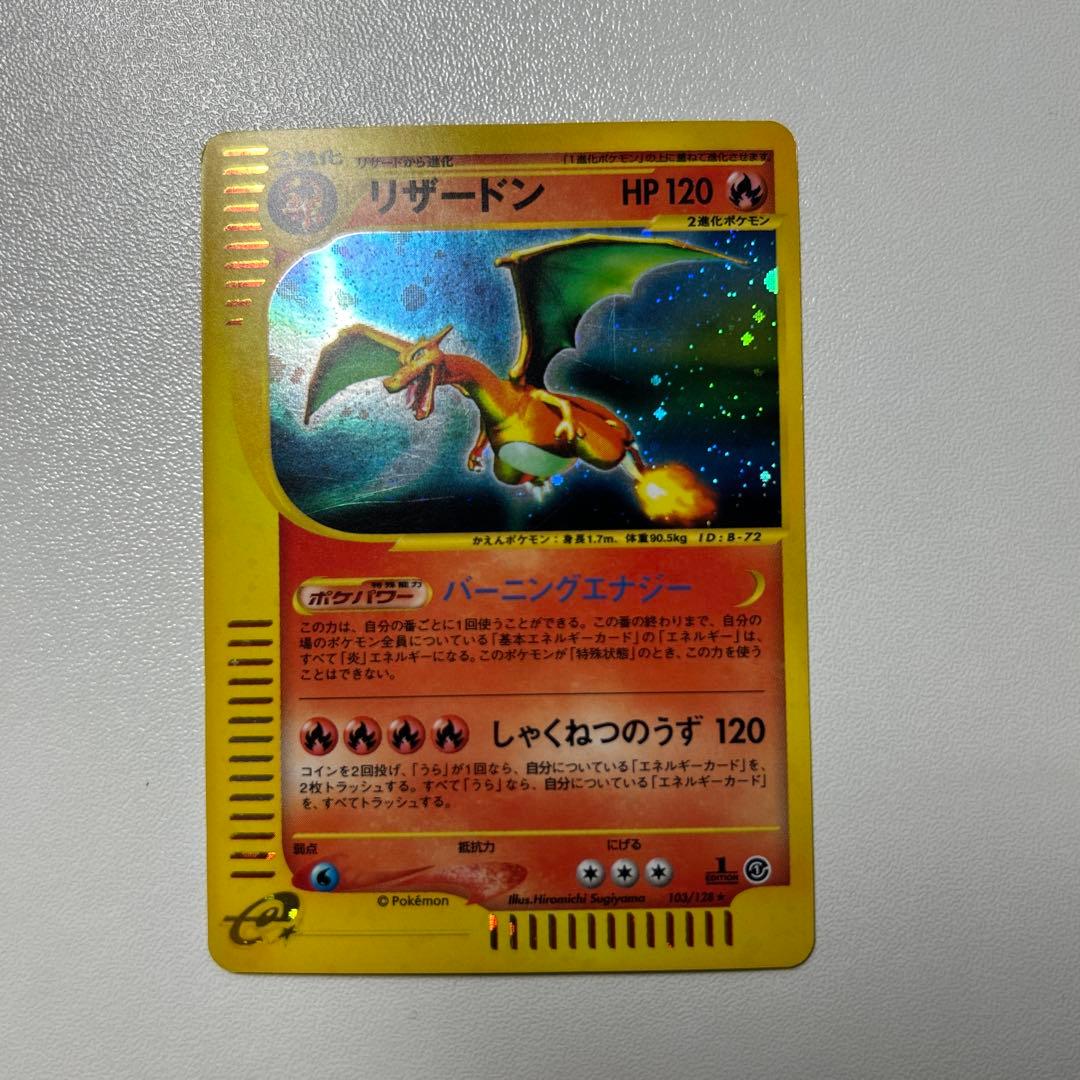 2進化 リザードから進化 「1進化ポケモン」の上に重ねて進化させます
リザードン HP 120
2進化ポケモン
かえんポケモン：身長1.7m、体重90.5kg ID：B-72
特殊能力
ポケパワー バーニングエナジー
この力は、自分の番ごとに1回使うことができる。この番の終わりまで、自分の
場のポケモン全員についている「基本エネルギーカード」の「エネルギー」は、
すべて「炎」エネルギーになる。このポケモンが「特殊状態」のとき、この力を使う
ことはできない。
しゃくねつのうず 120
コインを2回投げ、「うら」が1回なら、自分についている「エネルギーカード」を、
2枚トラッシュする。すべて「うら」なら、自分についている「エネルギーカード」
を、すべてトラッシュする。
弱点 抵抗力 にげる
1 EDITION
© Pokémon Illus.Hiromichi Sugiyama 103/128★
e